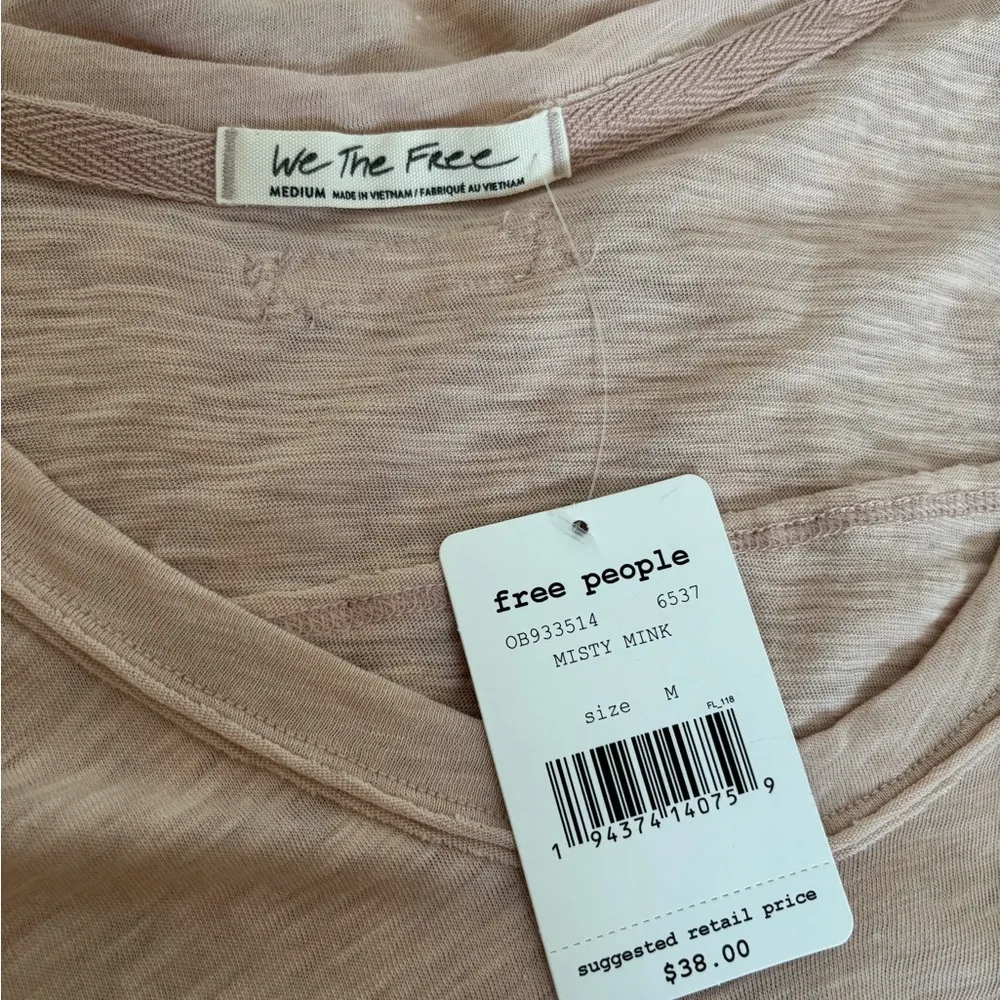 We The Free
MEDIUM MADE IN VIETNAM / FABRIQUÉ AU VIETNAM
free people
OB933514 6537
MISTY MINK
size M
FL_118
1 94374 14075 9
suggested retail price
$38.00